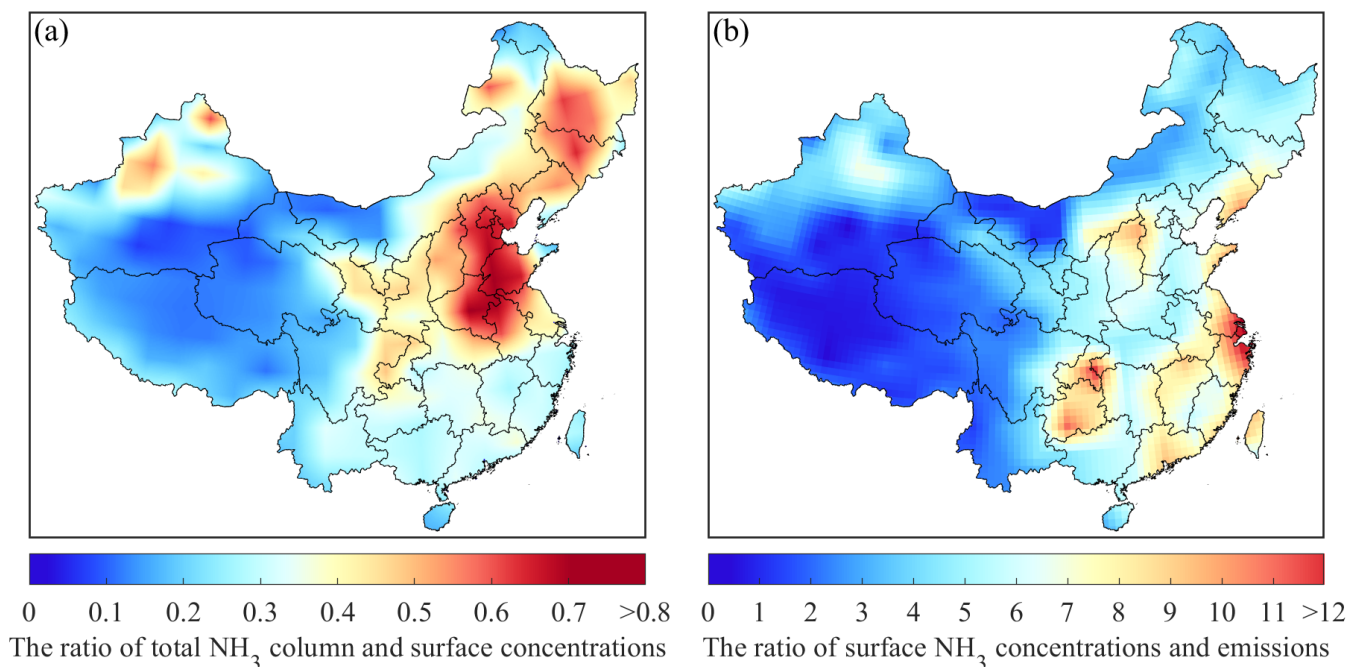 (a)
(b)
0 0.1 0.2 0.3 0.4 0.5 0.6 0.7 >0.8
The ratio of total NH3 column and surface concentrations
0 1 2 3 4 5 6 7 8 9 10 11 >12
The ratio of surface NH3 concentrations and emissions